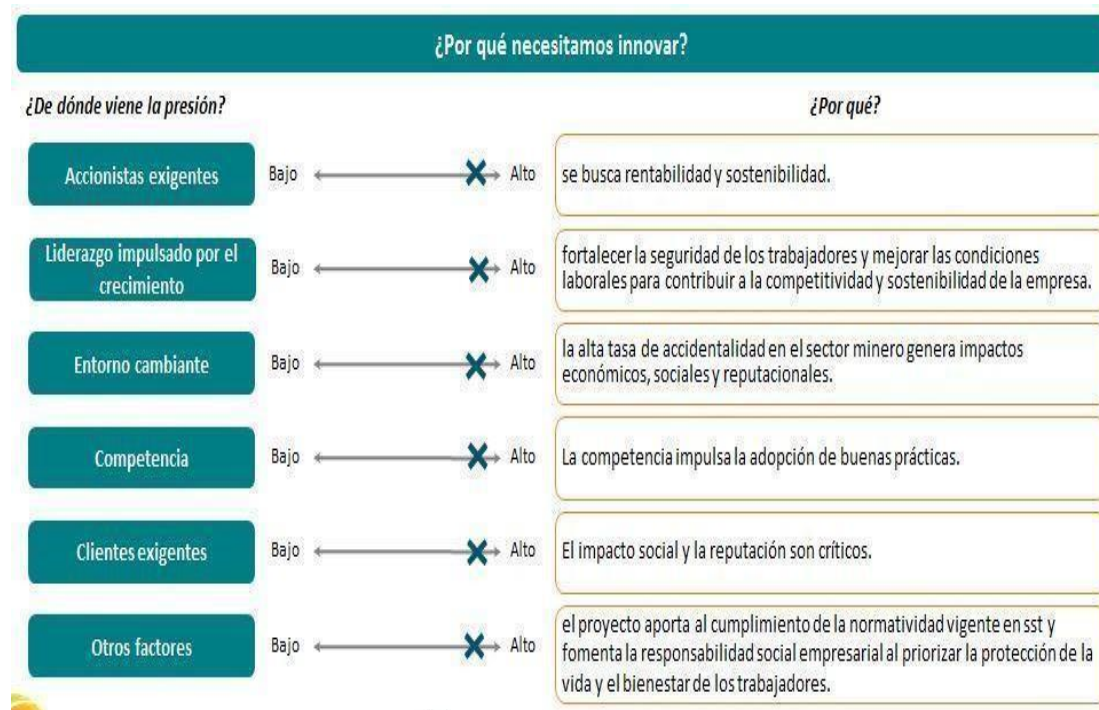 ¿Por qué necesitamos innovar?
¿De dónde viene la presión?
¿Por qué?
Accionistas exigentes
Bajo
Alto
se busca rentabilidad y sostenibilidad.
Liderazgo impulsado por el
crecimiento
Bajo
Alto
fortalecer la seguridad de los trabajadores y mejorar las condiciones
laborales para contribuir a la competitividad y sostenibilidad de la empresa.
Entorno cambiante
Bajo
Alto
la alta tasa de accidentalidad en el sector minero genera impactos
económicos, sociales y reputacionales.
Competencia
Bajo
Alto
La competencia impulsa la adopción de buenas prácticas.
Clientes exigentes
Bajo
Alto
El impacto social y la reputación son críticos.
Otros factores
Bajo
Alto
el proyecto aporta al cumplimiento de la normatividad vigente en sst y
fomenta la responsabilidad social empresarial al priorizar la protección de la
vida y el bienestar de los trabajadores.